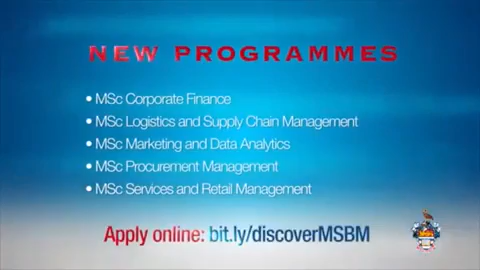 NEW PROGRAMMES
• MSc Corporate Finance
• MSc Logistics and Supply Chain Management
• MSc Marketing and Data Analytics
• MSc Procurement Management
• MSc Services and Retail Management
Apply online: bit.ly/discoverMSBM